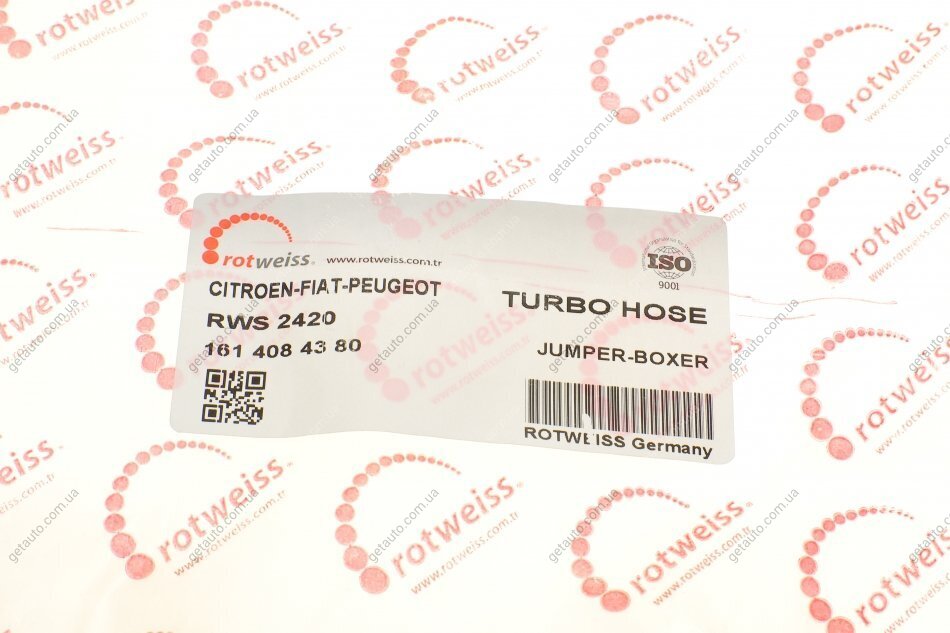 rotweiss® www.rotweiss.com.tr
CITROEN-FIAT-PEUGEOT
RWS 2420
161 408 43 80
ISO
9001
TURBO HOSE
JUMPER-BOXER
ROTWEISS Germany
rotweiss®
www.rotweiss.com.tr
getauto.com.ua